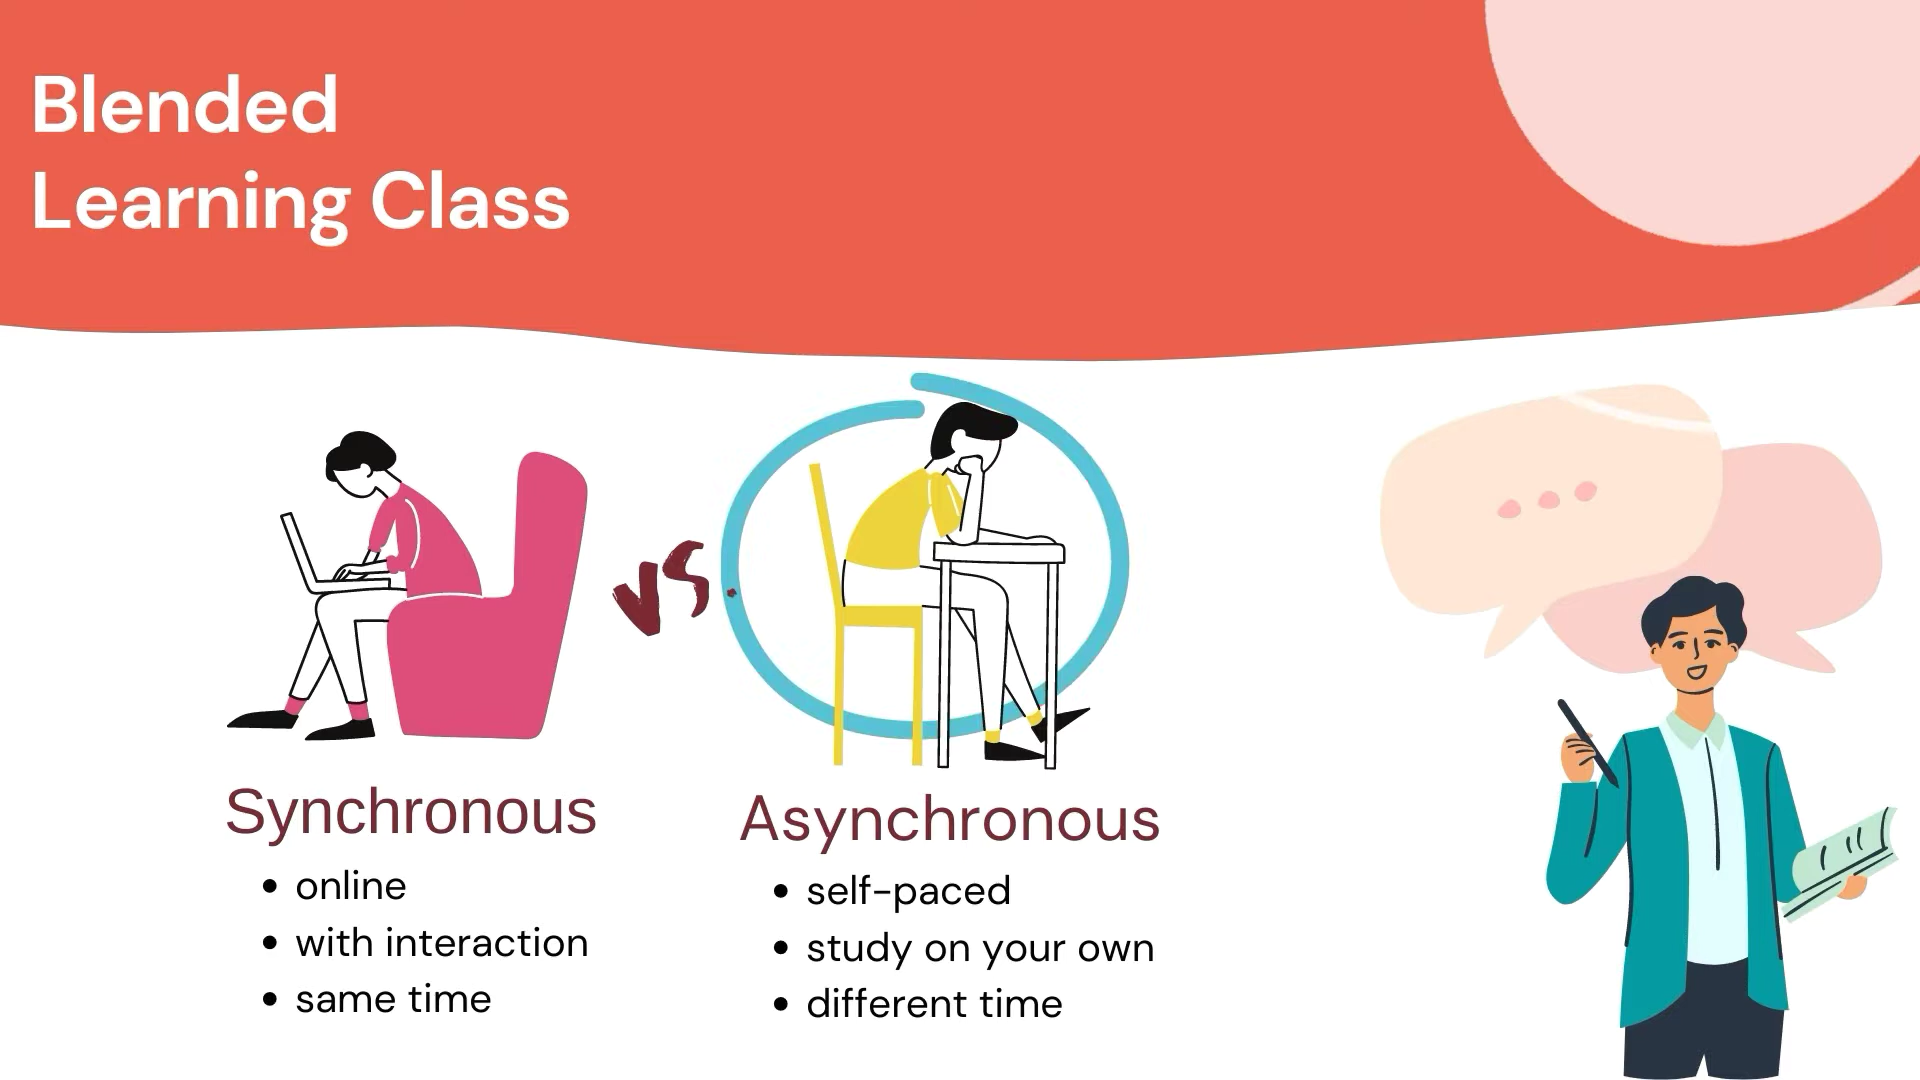 Blended
Learning Class
vs
Synchronous
• online
• with interaction
• same time
Asynchronous
• self-paced
• study on your own
• different time